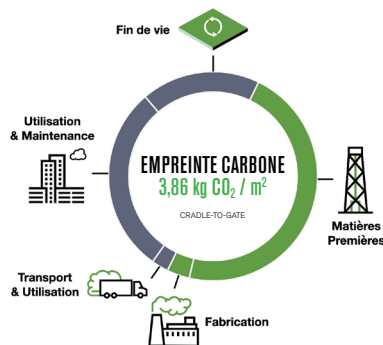 Fin de vie
Utilisation
& Maintenance
EMPREINTE CARBONE
3,86 kg CO₂ / m²
CRADLE-TO-GATE
Matières
Premières
Transport
& Utilisation
Fabrication